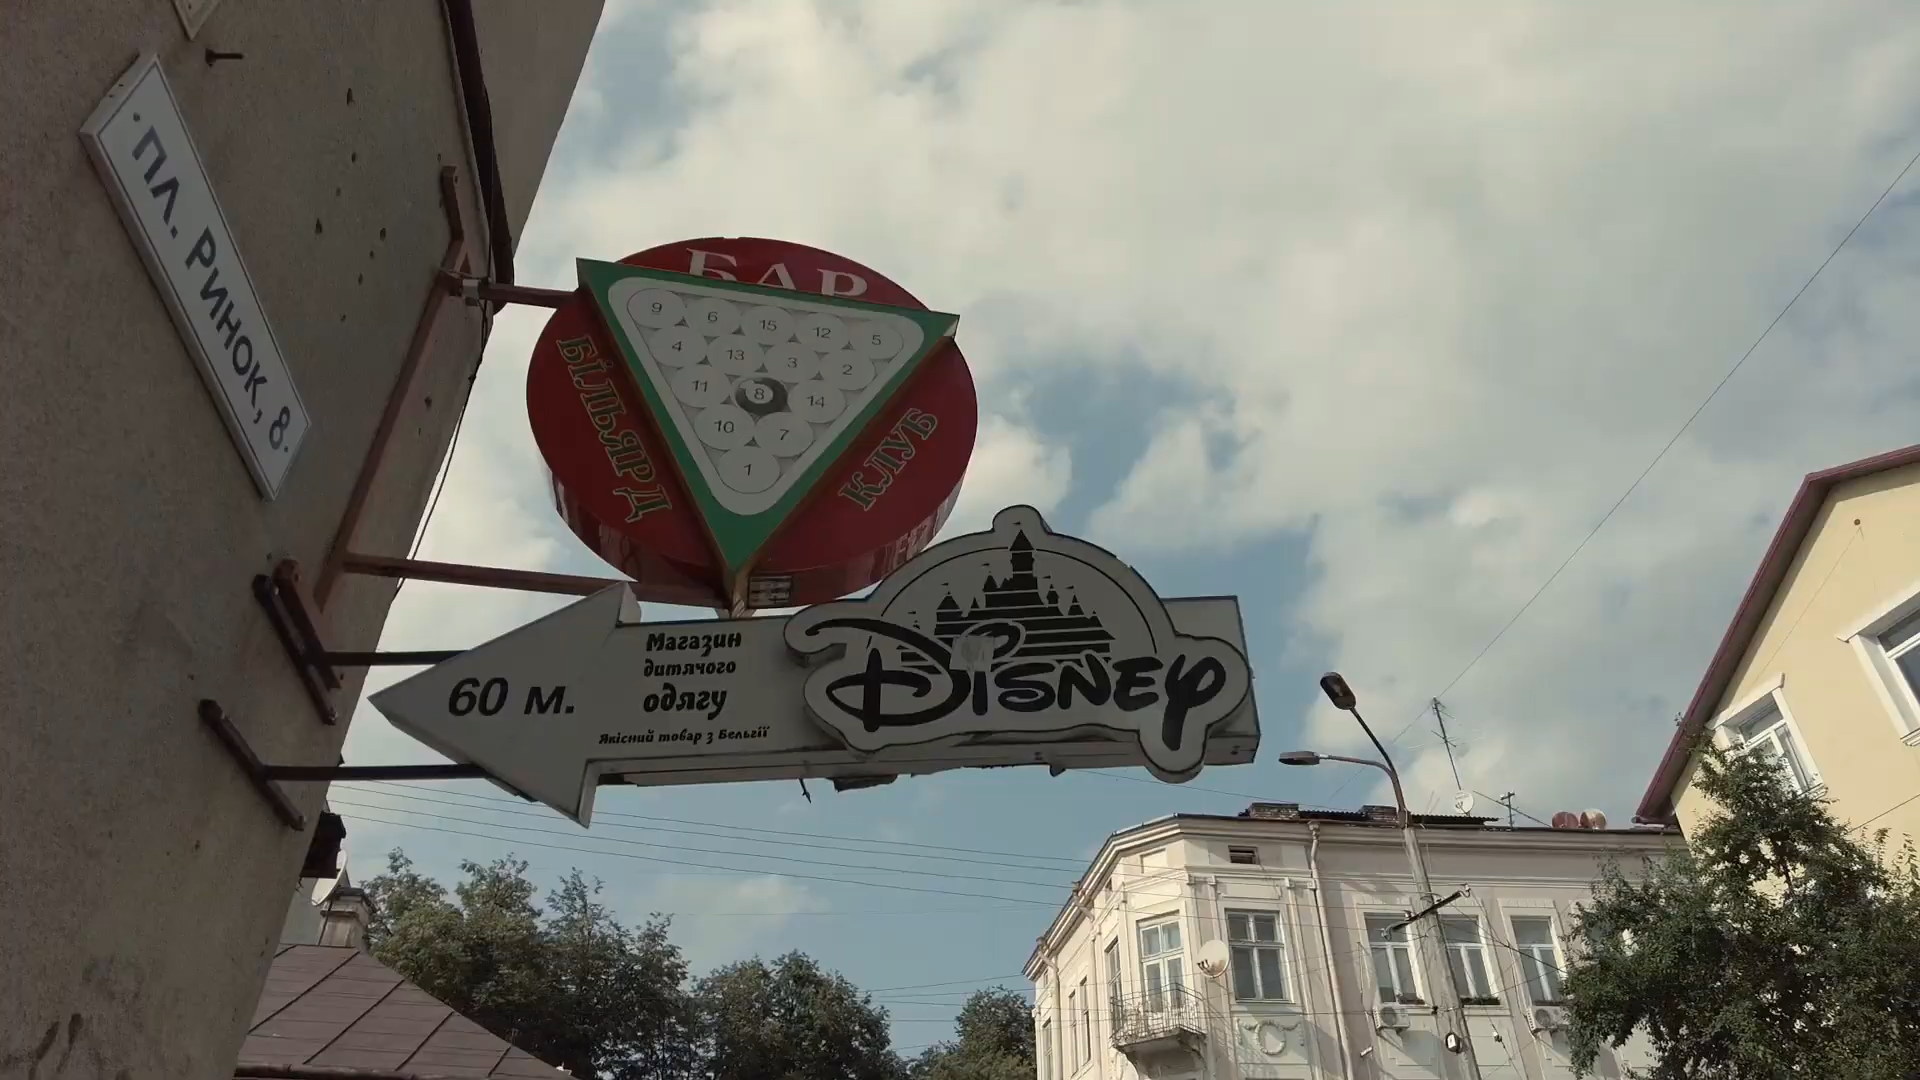 пл. Ринок, 8.
БАР
БІЛЬЯРД
КЛУБ
9 6 15 12 5
4 13 3 2
11 8 14
10 7
1
60 м.
Магазин
дитячого
одягу
Якісний товар з Бельгії
Disney